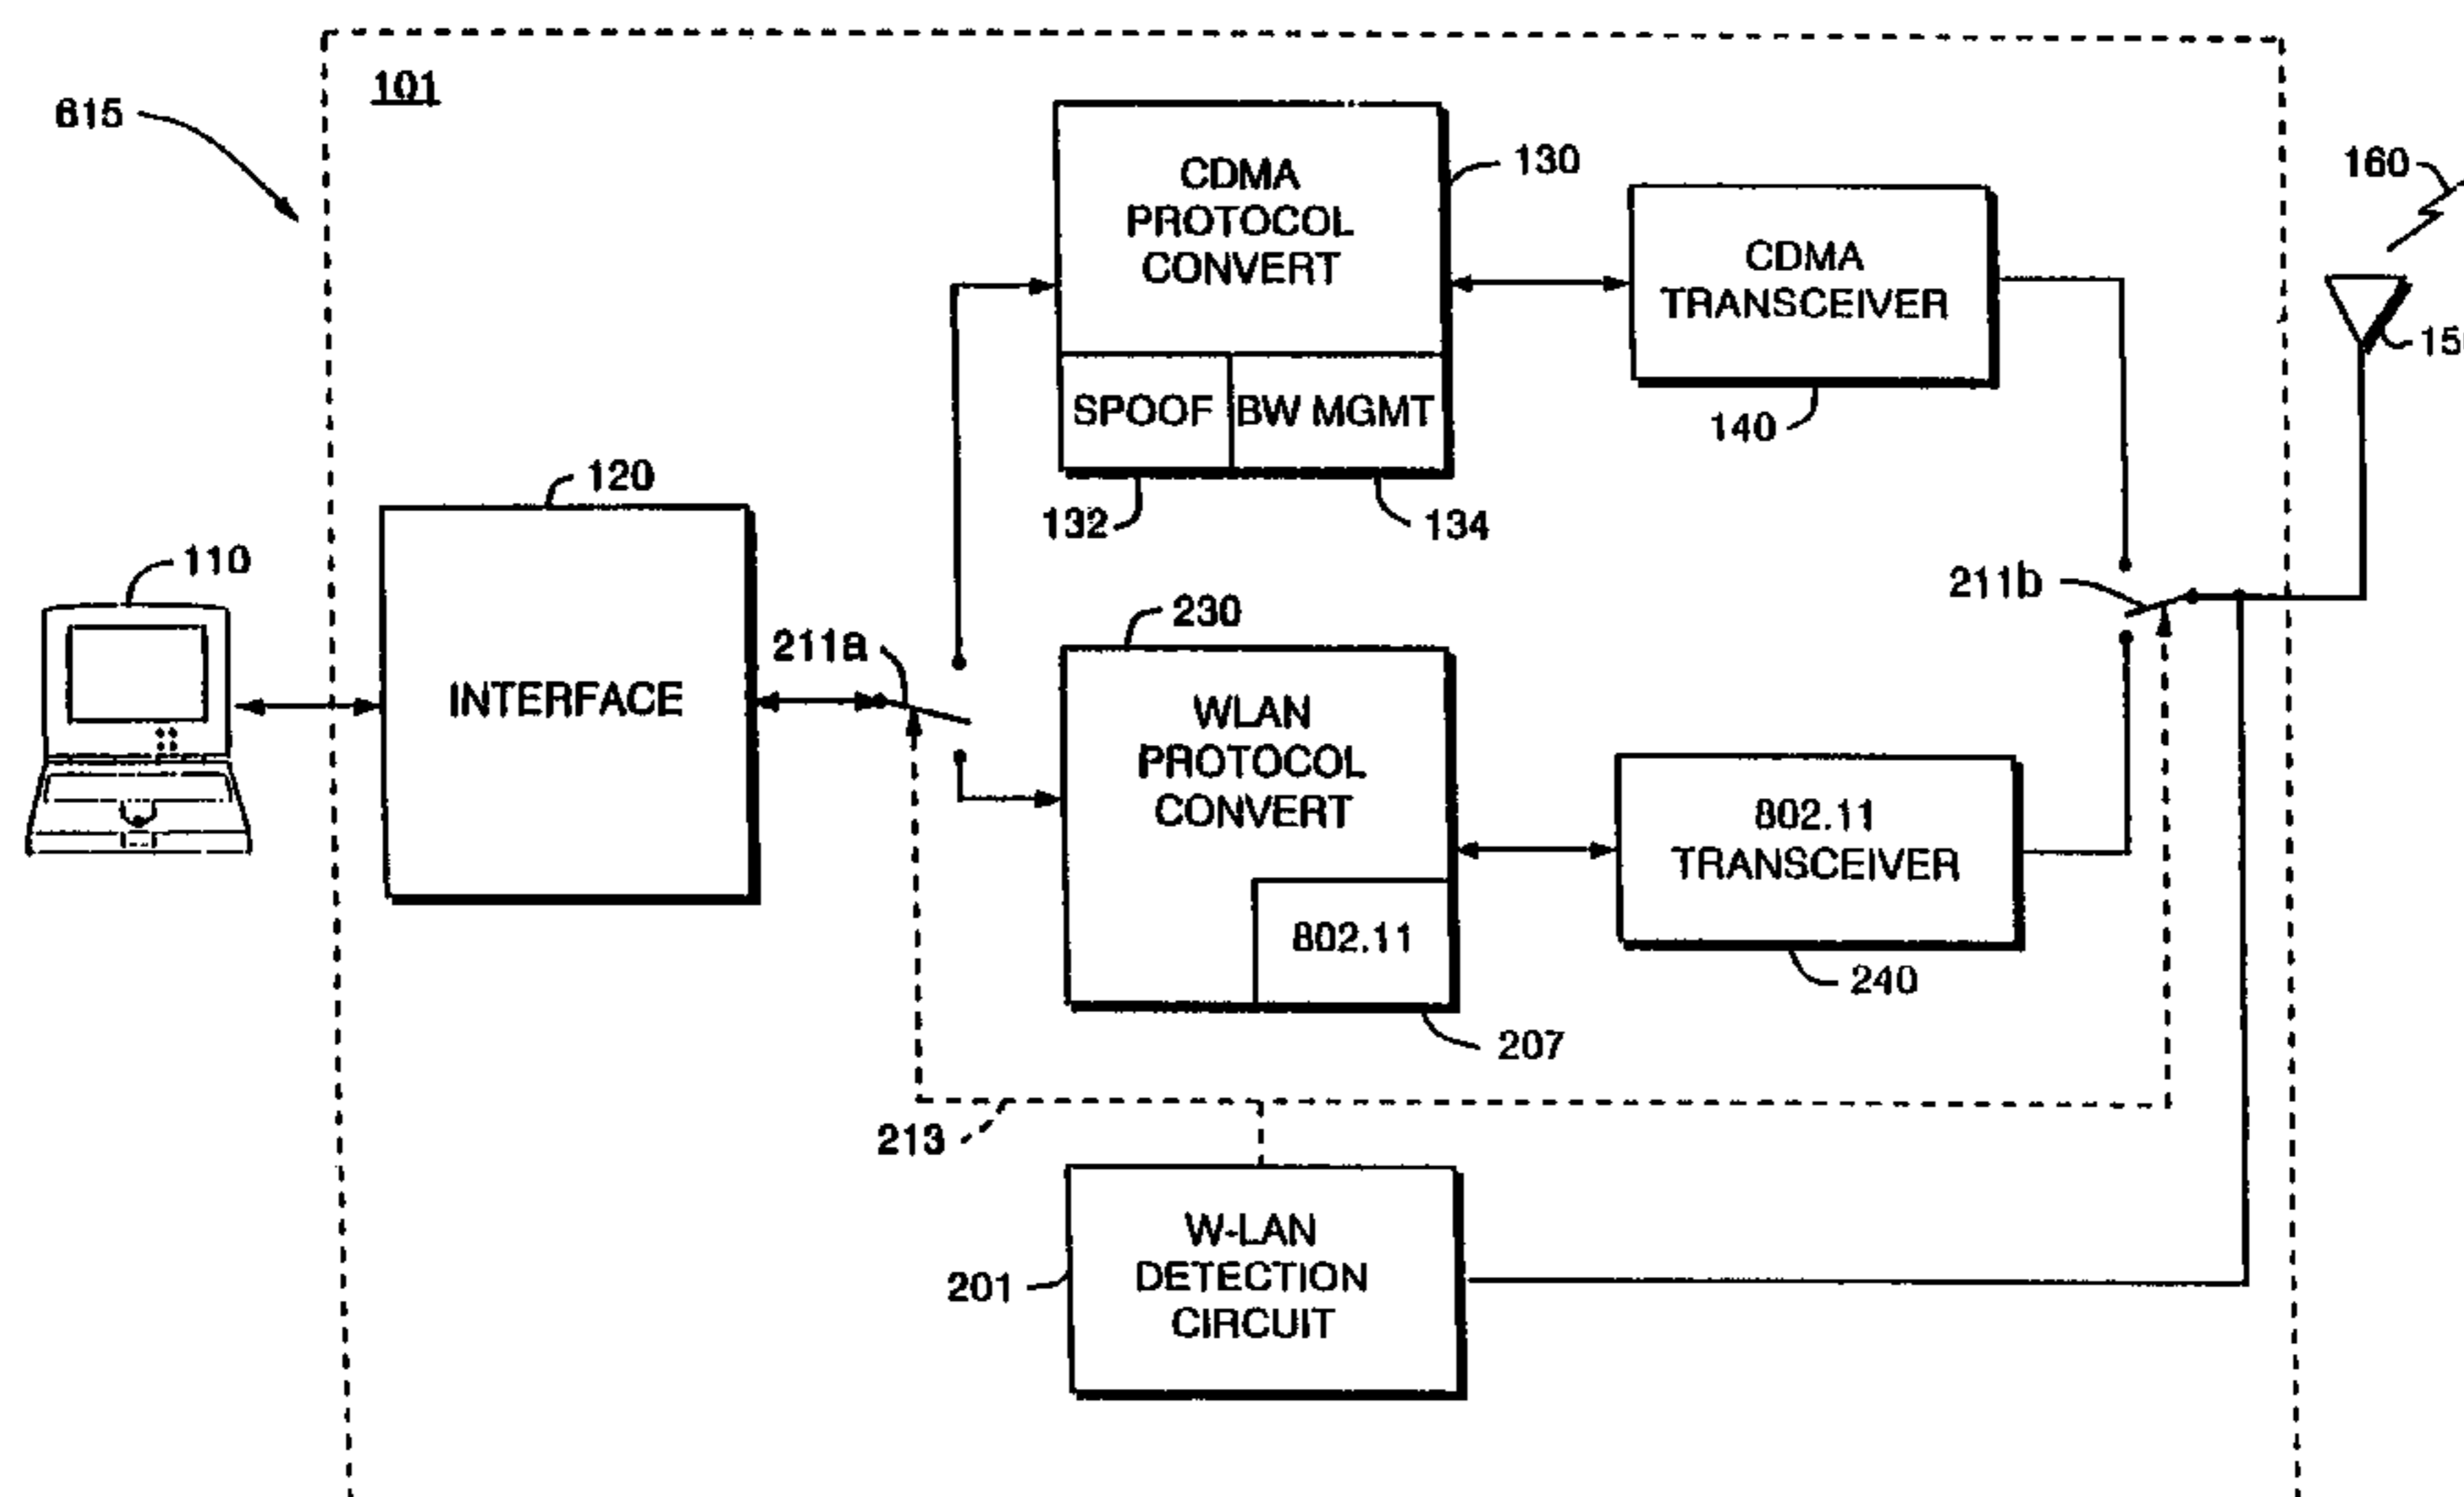 101
615
CDMA
PROTOCOL
CONVERT
130
160
CDMA
TRANSCEIVER
SPOOF
BW MGMT
140
132
134
120
110
INTERFACE
211a
211b
230
WLAN
PROTOCOL
CONVERT
802.11
TRANSCEIVER
802.11
240
207
213
W-LAN
DETECTION
CIRCUIT
201